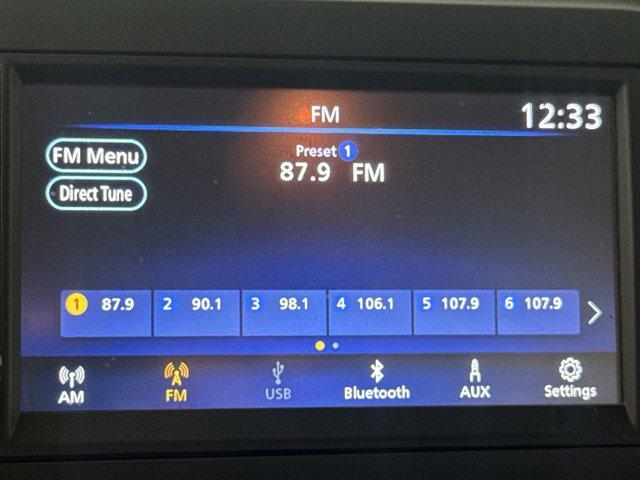 FM
12:33
FM Menu
Preset 1
87.9 FM
Direct Tune
1 87.9 2 90.1 3 98.1 4 106.1 5 107.9 6 107.9
AM FM USB Bluetooth AUX Settings